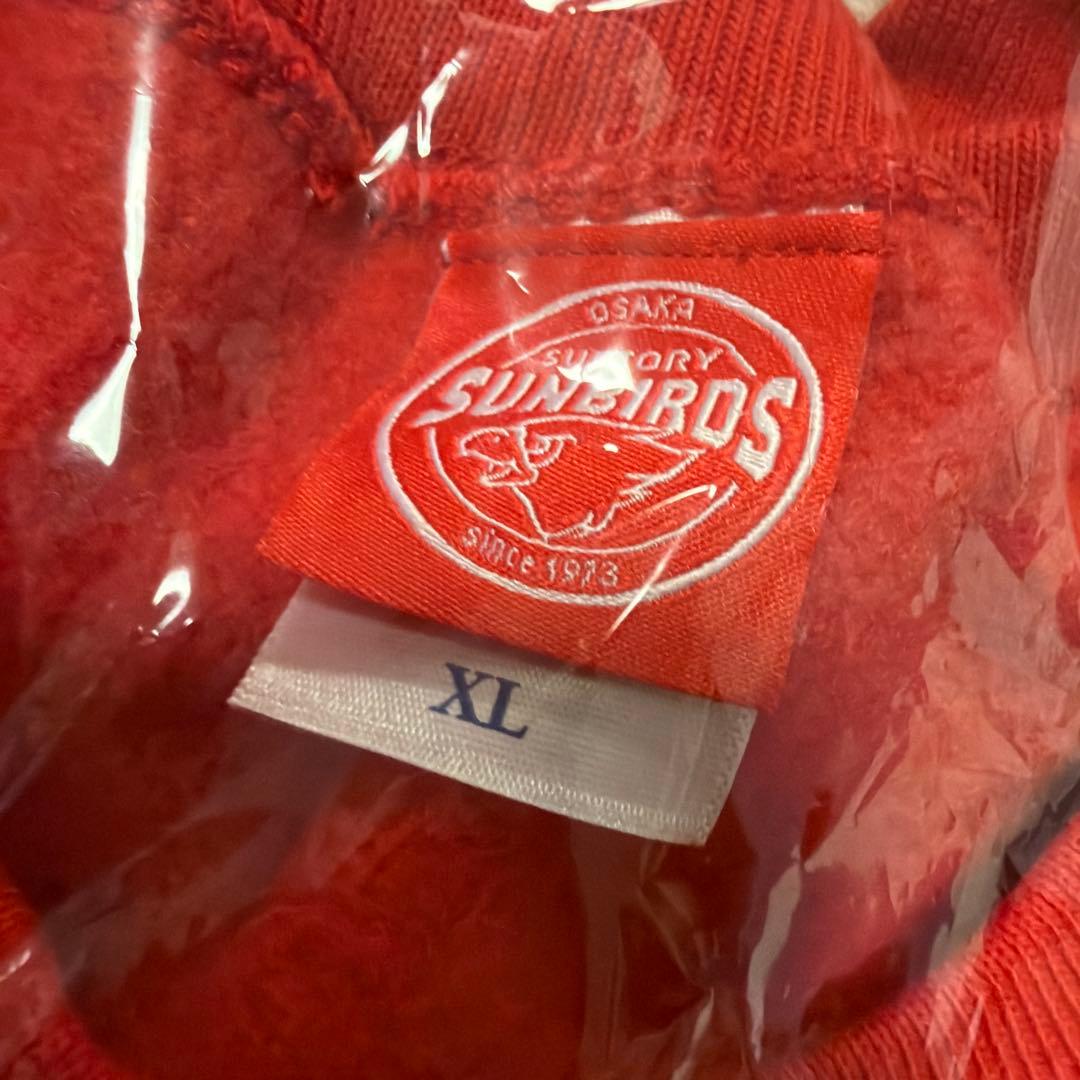 OSAKA
SUNTORY
SUNBIRDS
since 1973
XL